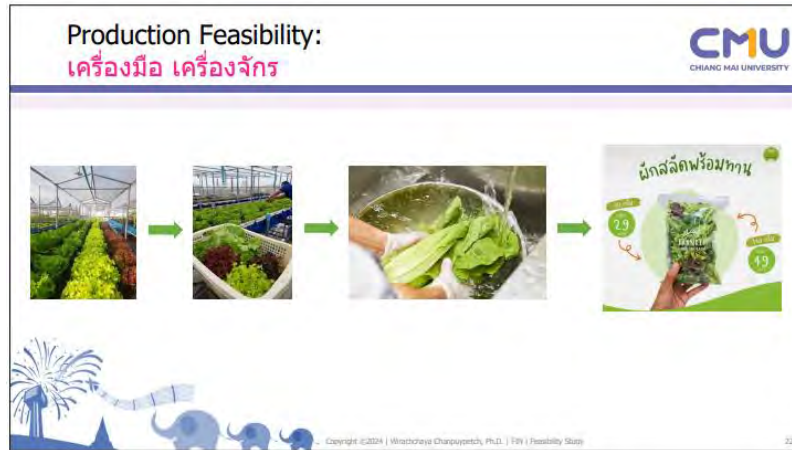 Production Feasibility:
เครื่องมือ เครื่องจักร
CMU
CHIANG MAI UNIVERSITY
ผักสลัดพร้อมทาน
29
49
Copyright ©2024 | Wirachchaya Chanpuypetch, Ph.D. | FIN | Feasibility Study
22